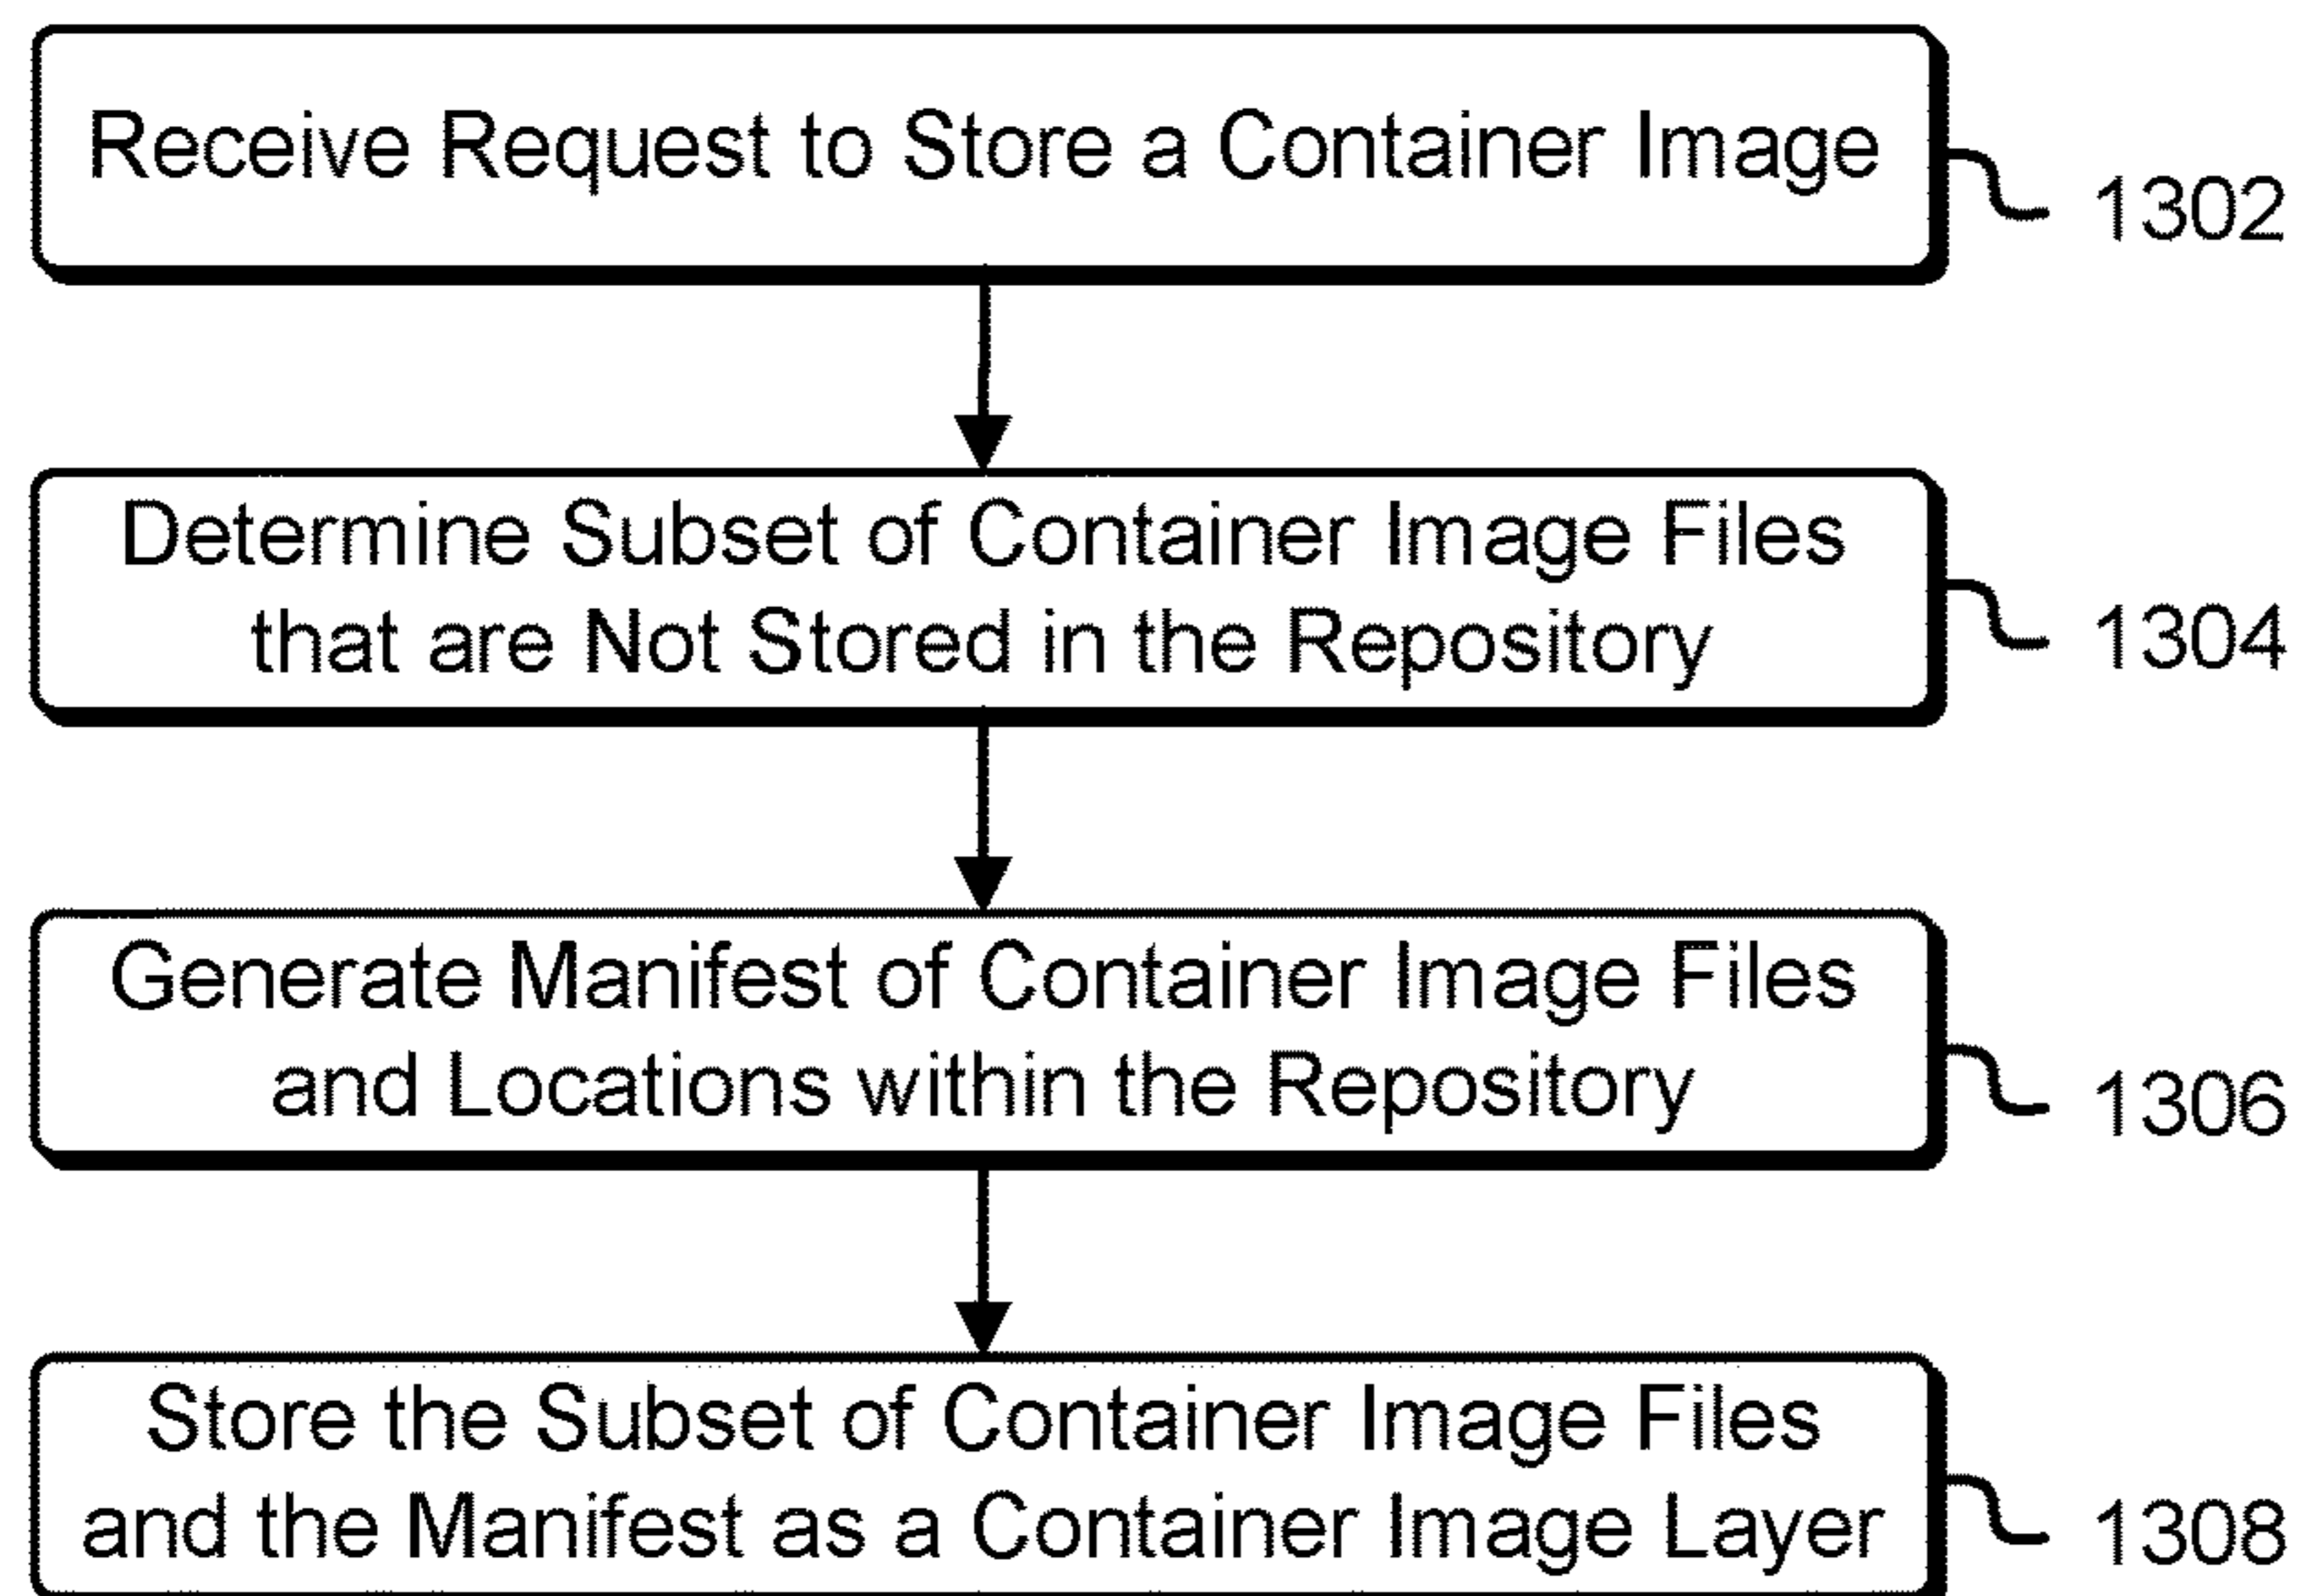 Receive Request to Store a Container Image
1302
Determine Subset of Container Image Files
that are Not Stored in the Repository
1304
Generate Manifest of Container Image Files
and Locations within the Repository
1306
Store the Subset of Container Image Files
and the Manifest as a Container Image Layer
1308